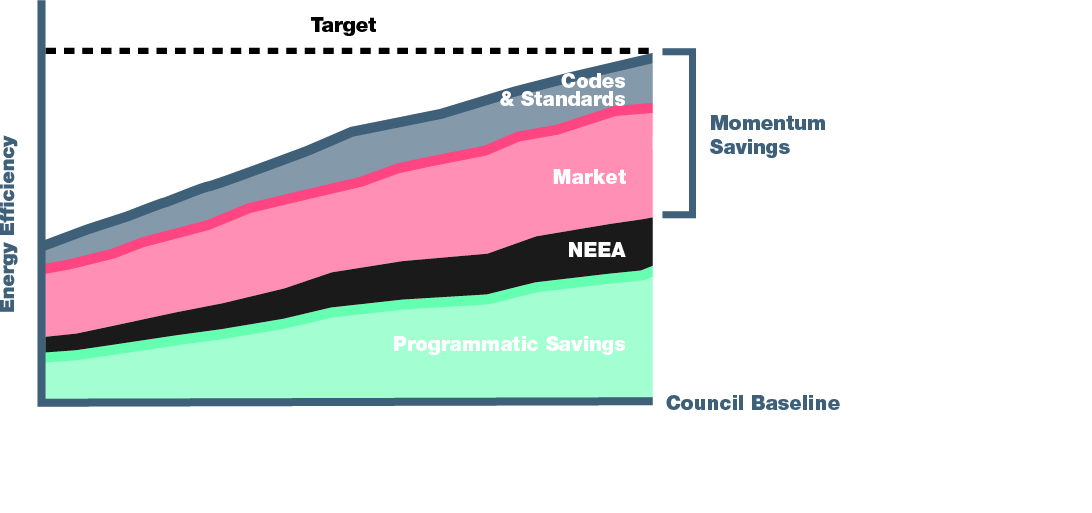 Target
Codes
& Standards
Momentum
Savings
Market
NEEA
Energy Efficiency
Programmatic Savings
Council Baseline